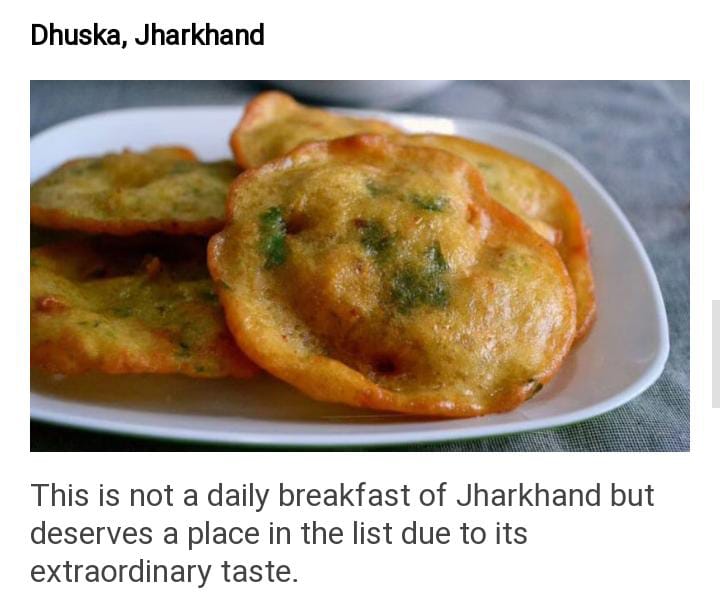 Dhuska, Jharkhand
This is not a daily breakfast of Jharkhand but
deserves a place in the list due to its
extraordinary taste.